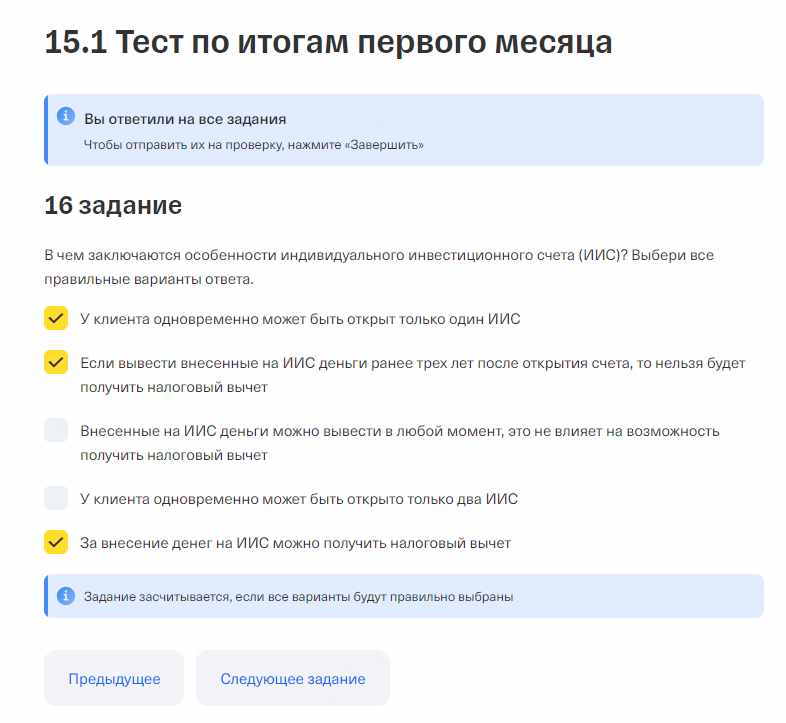 15.1 Тест по итогам первого месяца
Вы ответили на все задания
Чтобы отправить их на проверку, нажмите «Завершить»
16 задание
В чем заключаются особенности индивидуального инвестиционного счета (ИИС)? Выбери все
правильные варианты ответа.
У клиента одновременно может быть открыт только один ИИС
Если вывести внесенные на ИИС деньги ранее трех лет после открытия счета, то нельзя будет
получить налоговый вычет
Внесенные на ИИС деньги можно вывести в любой момент, это не влияет на возможность
получить налоговый вычет
У клиента одновременно может быть открыто только два ИИС
За внесение денег на ИИС можно получить налоговый вычет
Задание засчитывается, если все варианты будут правильно выбраны
Предыдущее
Следующее задание